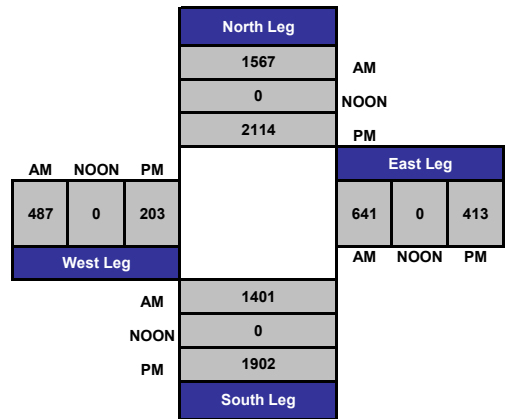 North Leg
1567 AM
0 NOON
2114 PM
East Leg
AM NOON PM
487 0 203
641 0 413
West Leg
AM NOON PM
AM 1401
NOON 0
PM 1902
South Leg